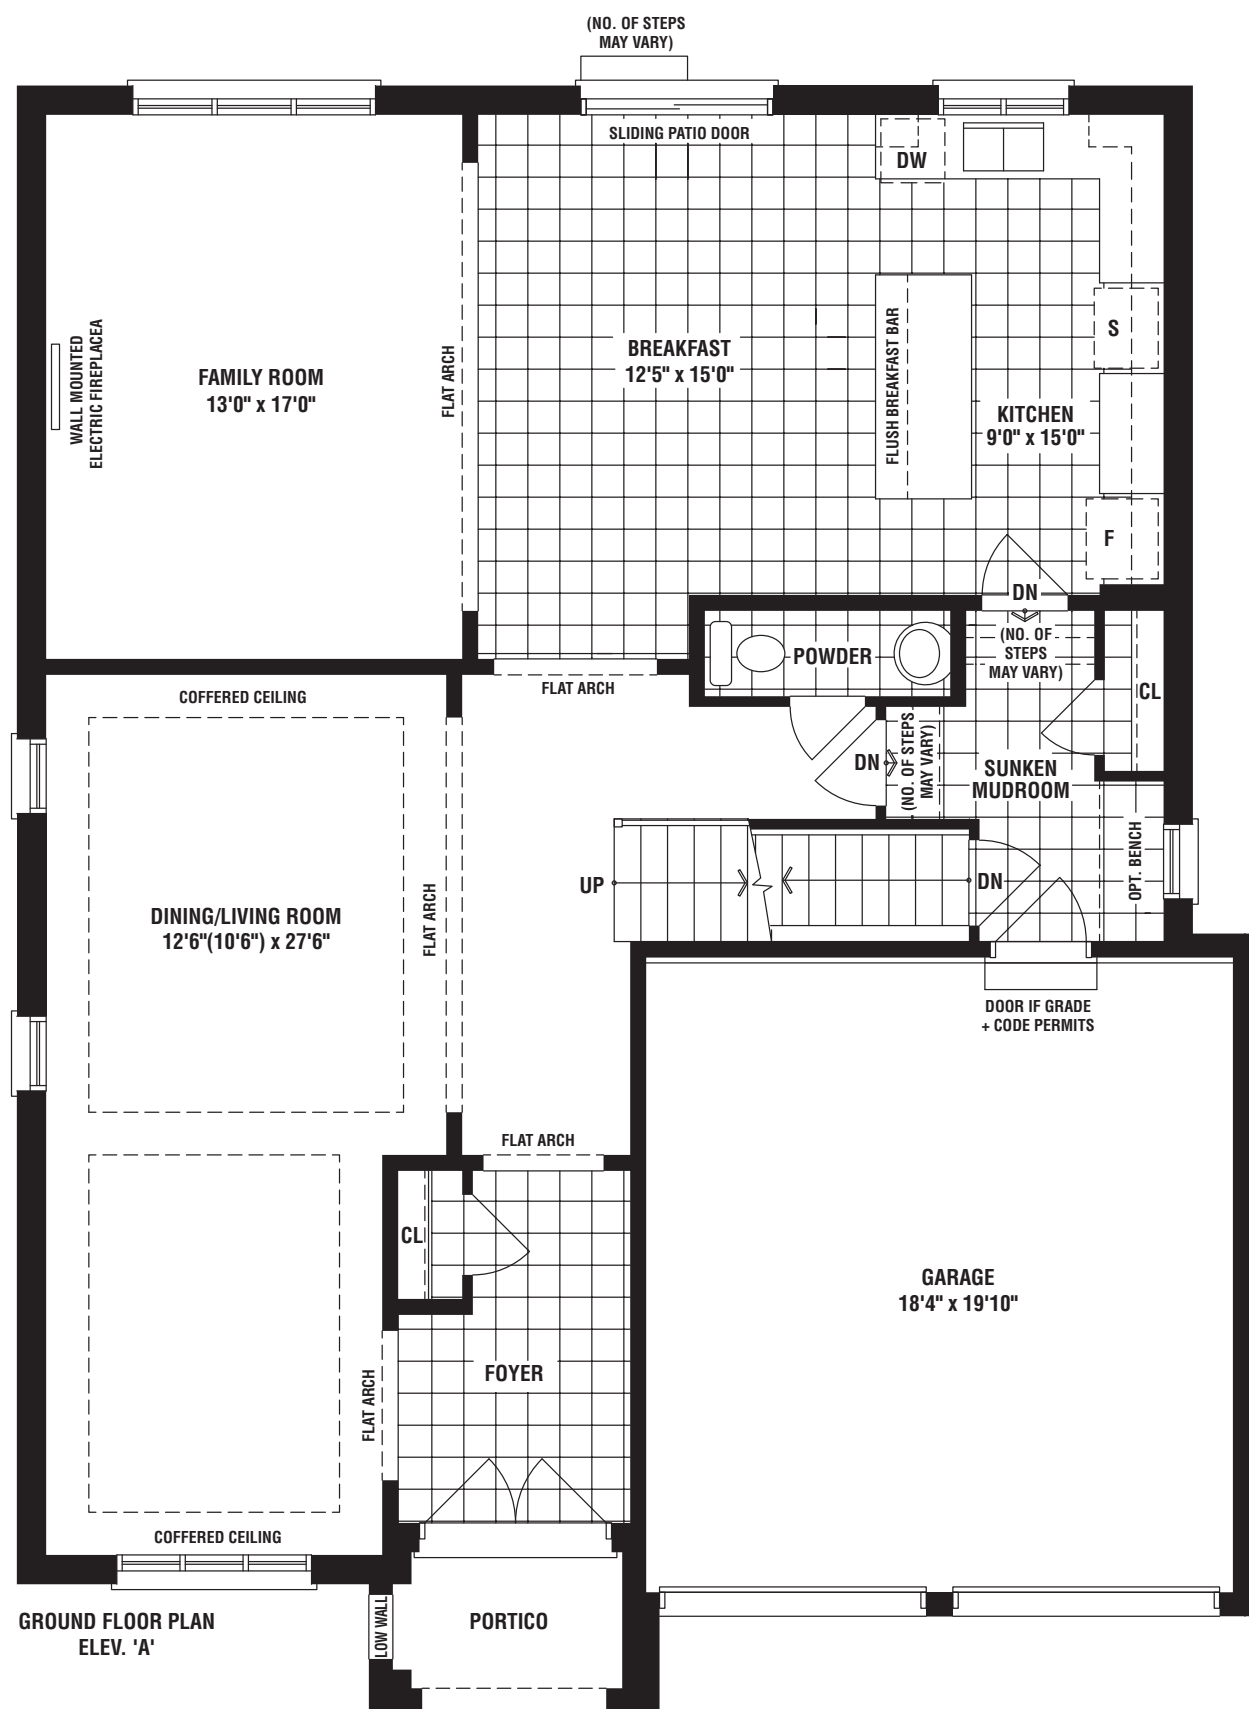 (NO. OF STEPS
MAY VARY)
SLIDING PATIO DOOR
DW
WALL MOUNTED
ELECTRIC FIREPLACEA
FAMILY ROOM
13'0" x 17'0"
FLAT ARCH
BREAKFAST
12'5" x 15'0"
FLUSH BREAKFAST BAR
S
KITCHEN
9'0" x 15'0"
F
DN
(NO. OF
STEPS
MAY VARY)
POWDER
CL
FLAT ARCH
COFFERED CEILING
DN
(NO. OF STEPS
MAY VARY)
SUNKEN
MUDROOM
OPT. BENCH
UP
DN
DINING/LIVING ROOM
12'6"(10'6") x 27'6"
FLAT ARCH
DOOR IF GRADE
+ CODE PERMITS
FLAT ARCH
CL
GARAGE
18'4" x 19'10"
FOYER
FLAT ARCH
COFFERED CEILING
GROUND FLOOR PLAN
ELEV. 'A'
LOW WALL
PORTICO